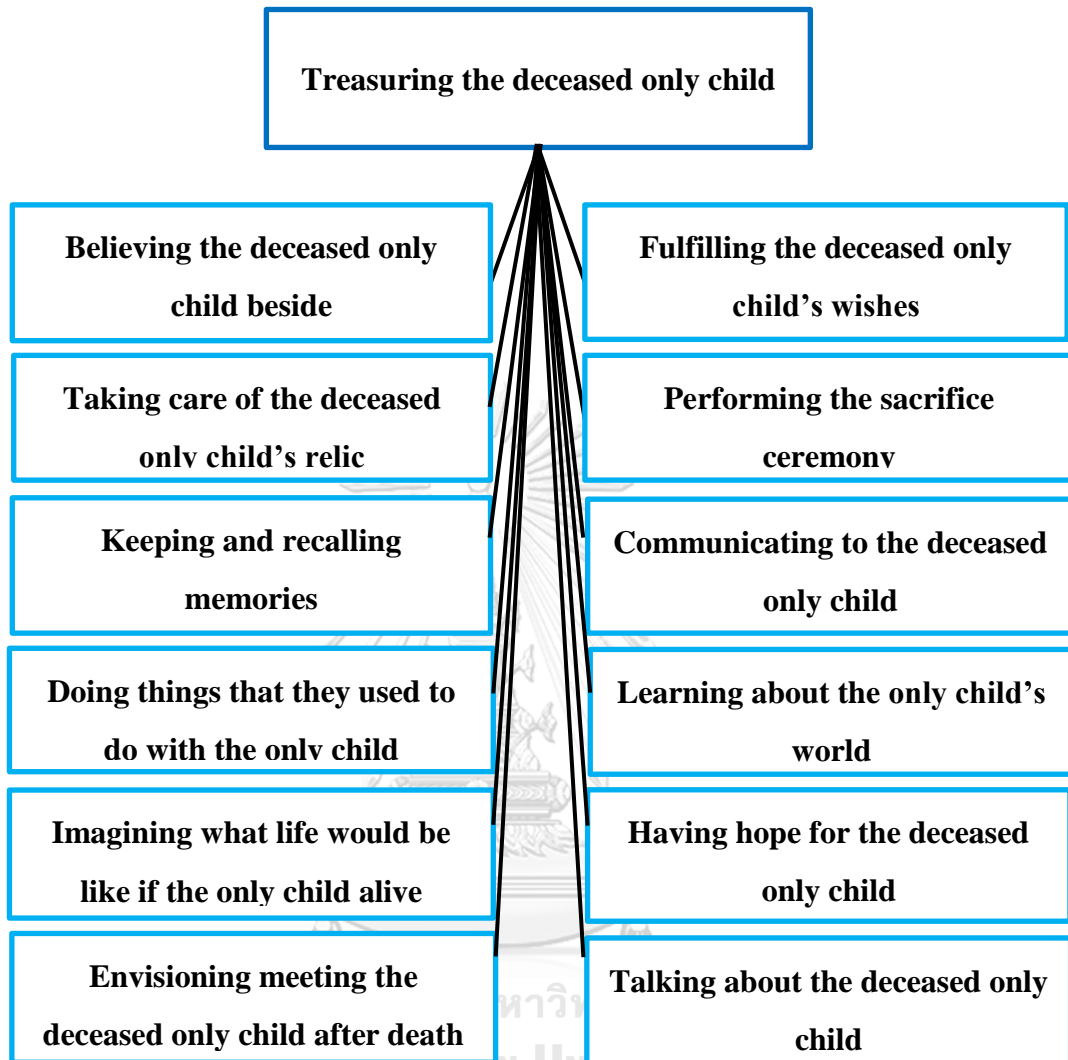 Treasuring the deceased only child
Believing the deceased only
child beside
Fulfilling the deceased only
child’s wishes
Taking care of the deceased
only child’s relic
Performing the sacrifice
ceremony
Keeping and recalling
memories
Communicating to the deceased
only child
Doing things that they used to
do with the only child
Learning about the only child’s
world
Imagining what life would be
like if the only child alive
Having hope for the deceased
only child
Envisioning meeting the
deceased only child after death
Talking about the deceased only
child